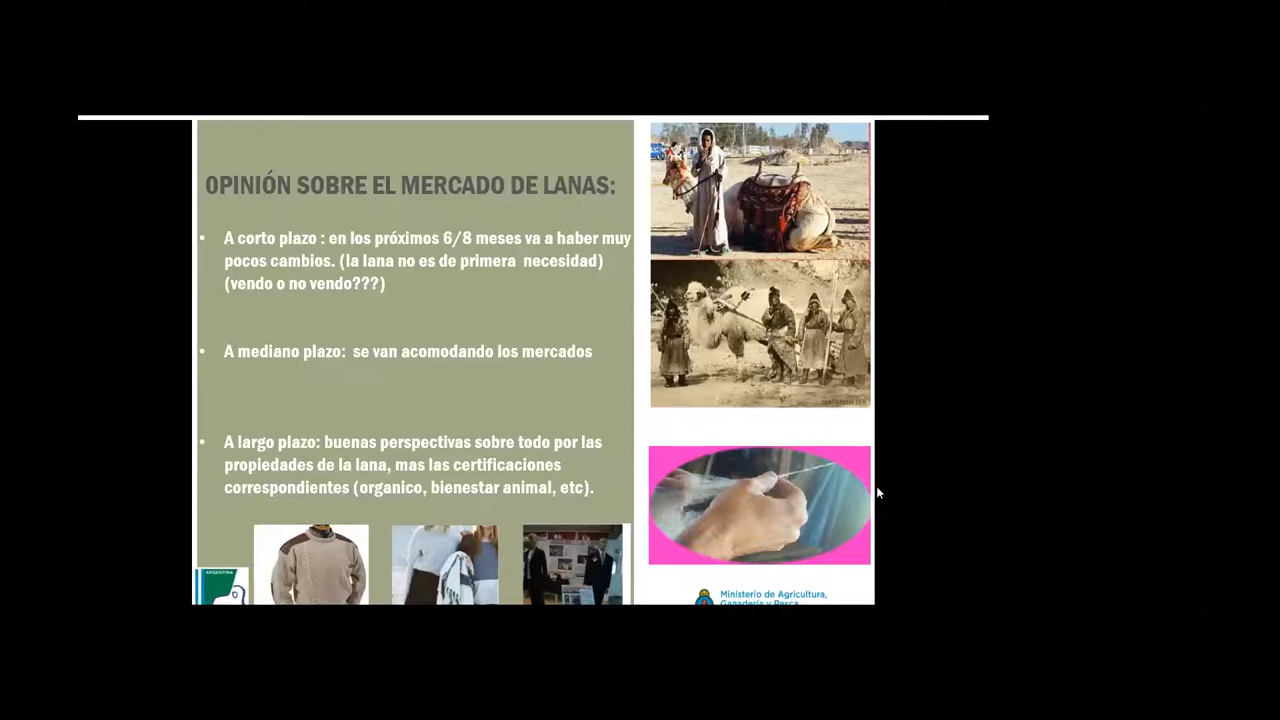 OPINIÓN SOBRE EL MERCADO DE LANAS:
• A corto plazo : en los próximos 6/8 meses va a haber muy
pocos cambios. (la lana no es de primera necesidad)
(vendo o no vendo???)
• A mediano plazo: se van acomodando los mercados
• A largo plazo: buenas perspectivas sobre todo por las
propiedades de la lana, mas las certificaciones
correspondientes (organico, bienestar animal, etc).
ARGENTINA
Ministerio de Agricultura,
Ganadería y Pesca